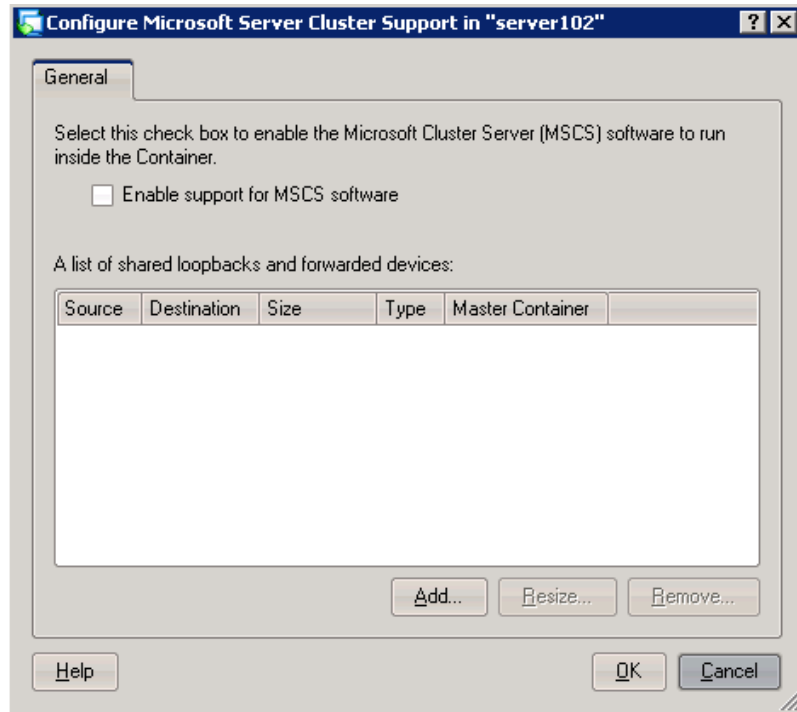 Configure Microsoft Server Cluster Support in "server102"
General
Select this check box to enable the Microsoft Cluster Server (MSCS) software to run
inside the Container.
Enable support for MSCS software
A list of shared loopbacks and forwarded devices:
Source Destination Size Type Master Container
Add... Resize... Remove...
Help OK Cancel